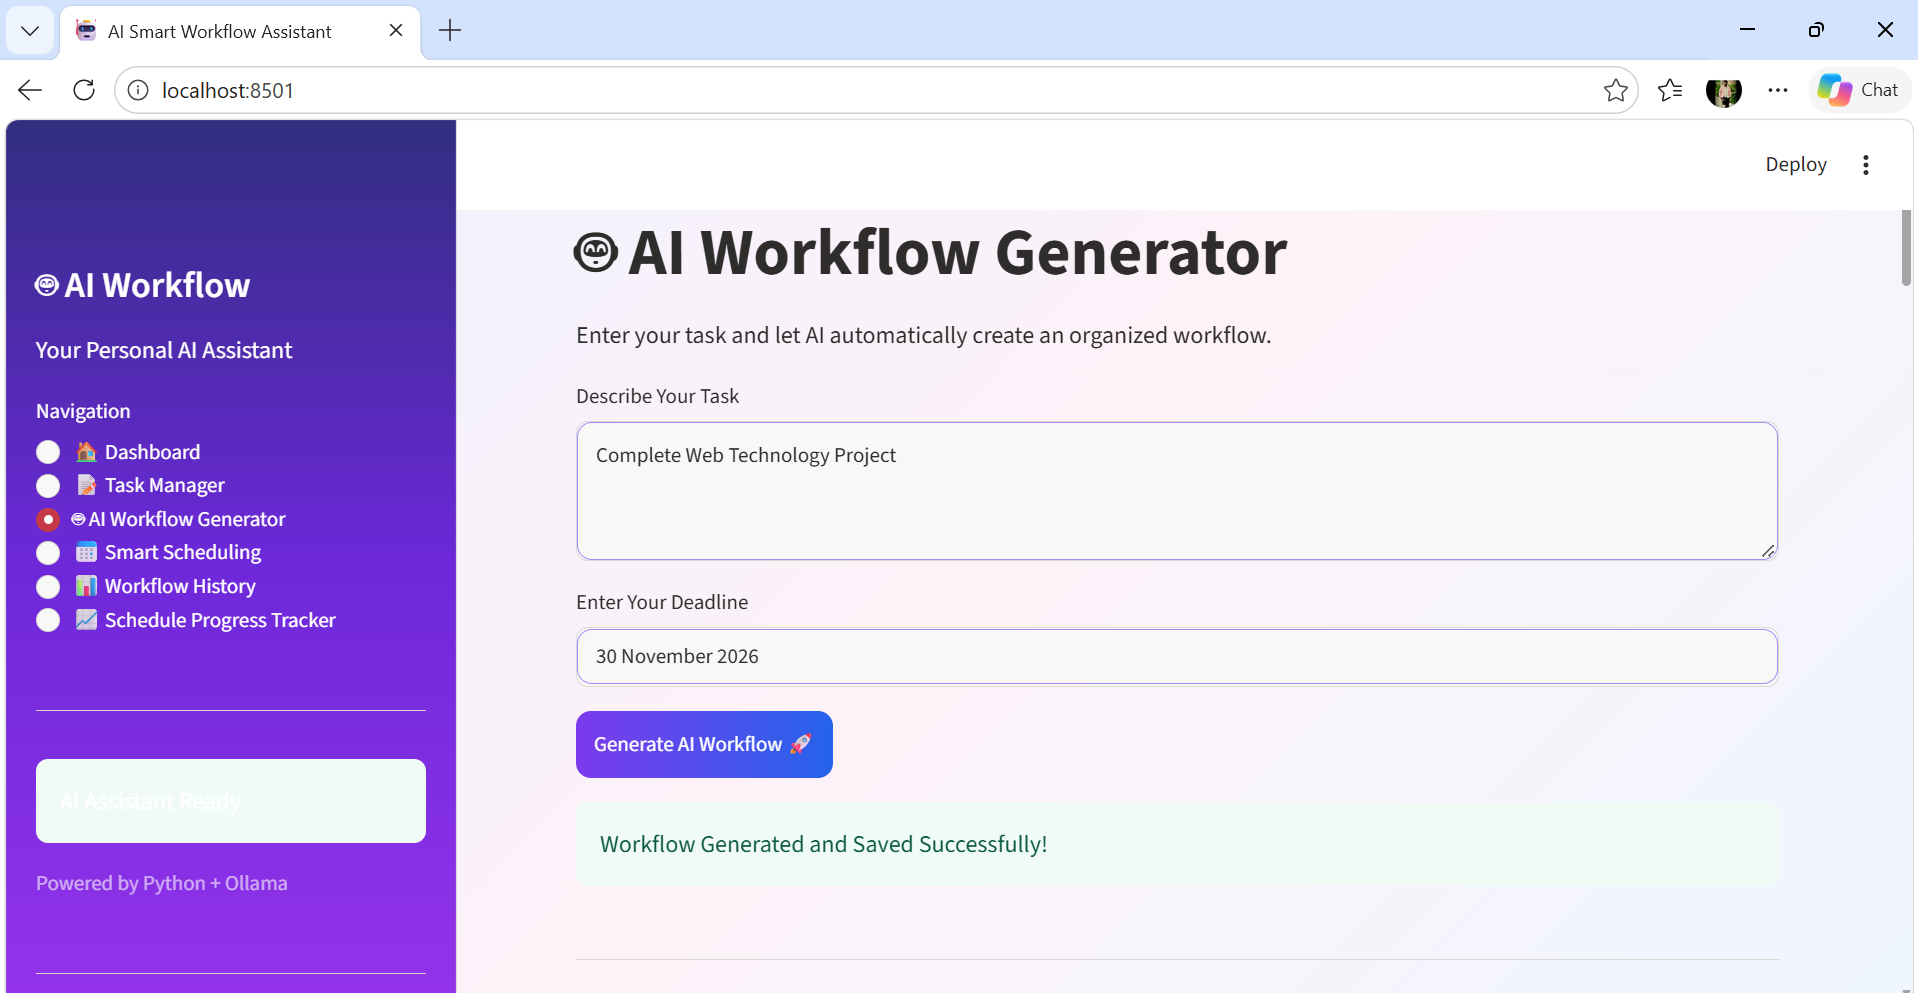 AI Smart Workflow Assistant
localhost:8501
Chat
Deploy
AI Workflow
Your Personal AI Assistant
Navigation
Dashboard
Task Manager
AI Workflow Generator
Smart Scheduling
Workflow History
Schedule Progress Tracker
AI Assistant Ready
Powered by Python + Ollama
AI Workflow Generator
Enter your task and let AI automatically create an organized workflow.
Describe Your Task
Complete Web Technology Project
Enter Your Deadline
30 November 2026
Generate AI Workflow 🚀
Workflow Generated and Saved Successfully!